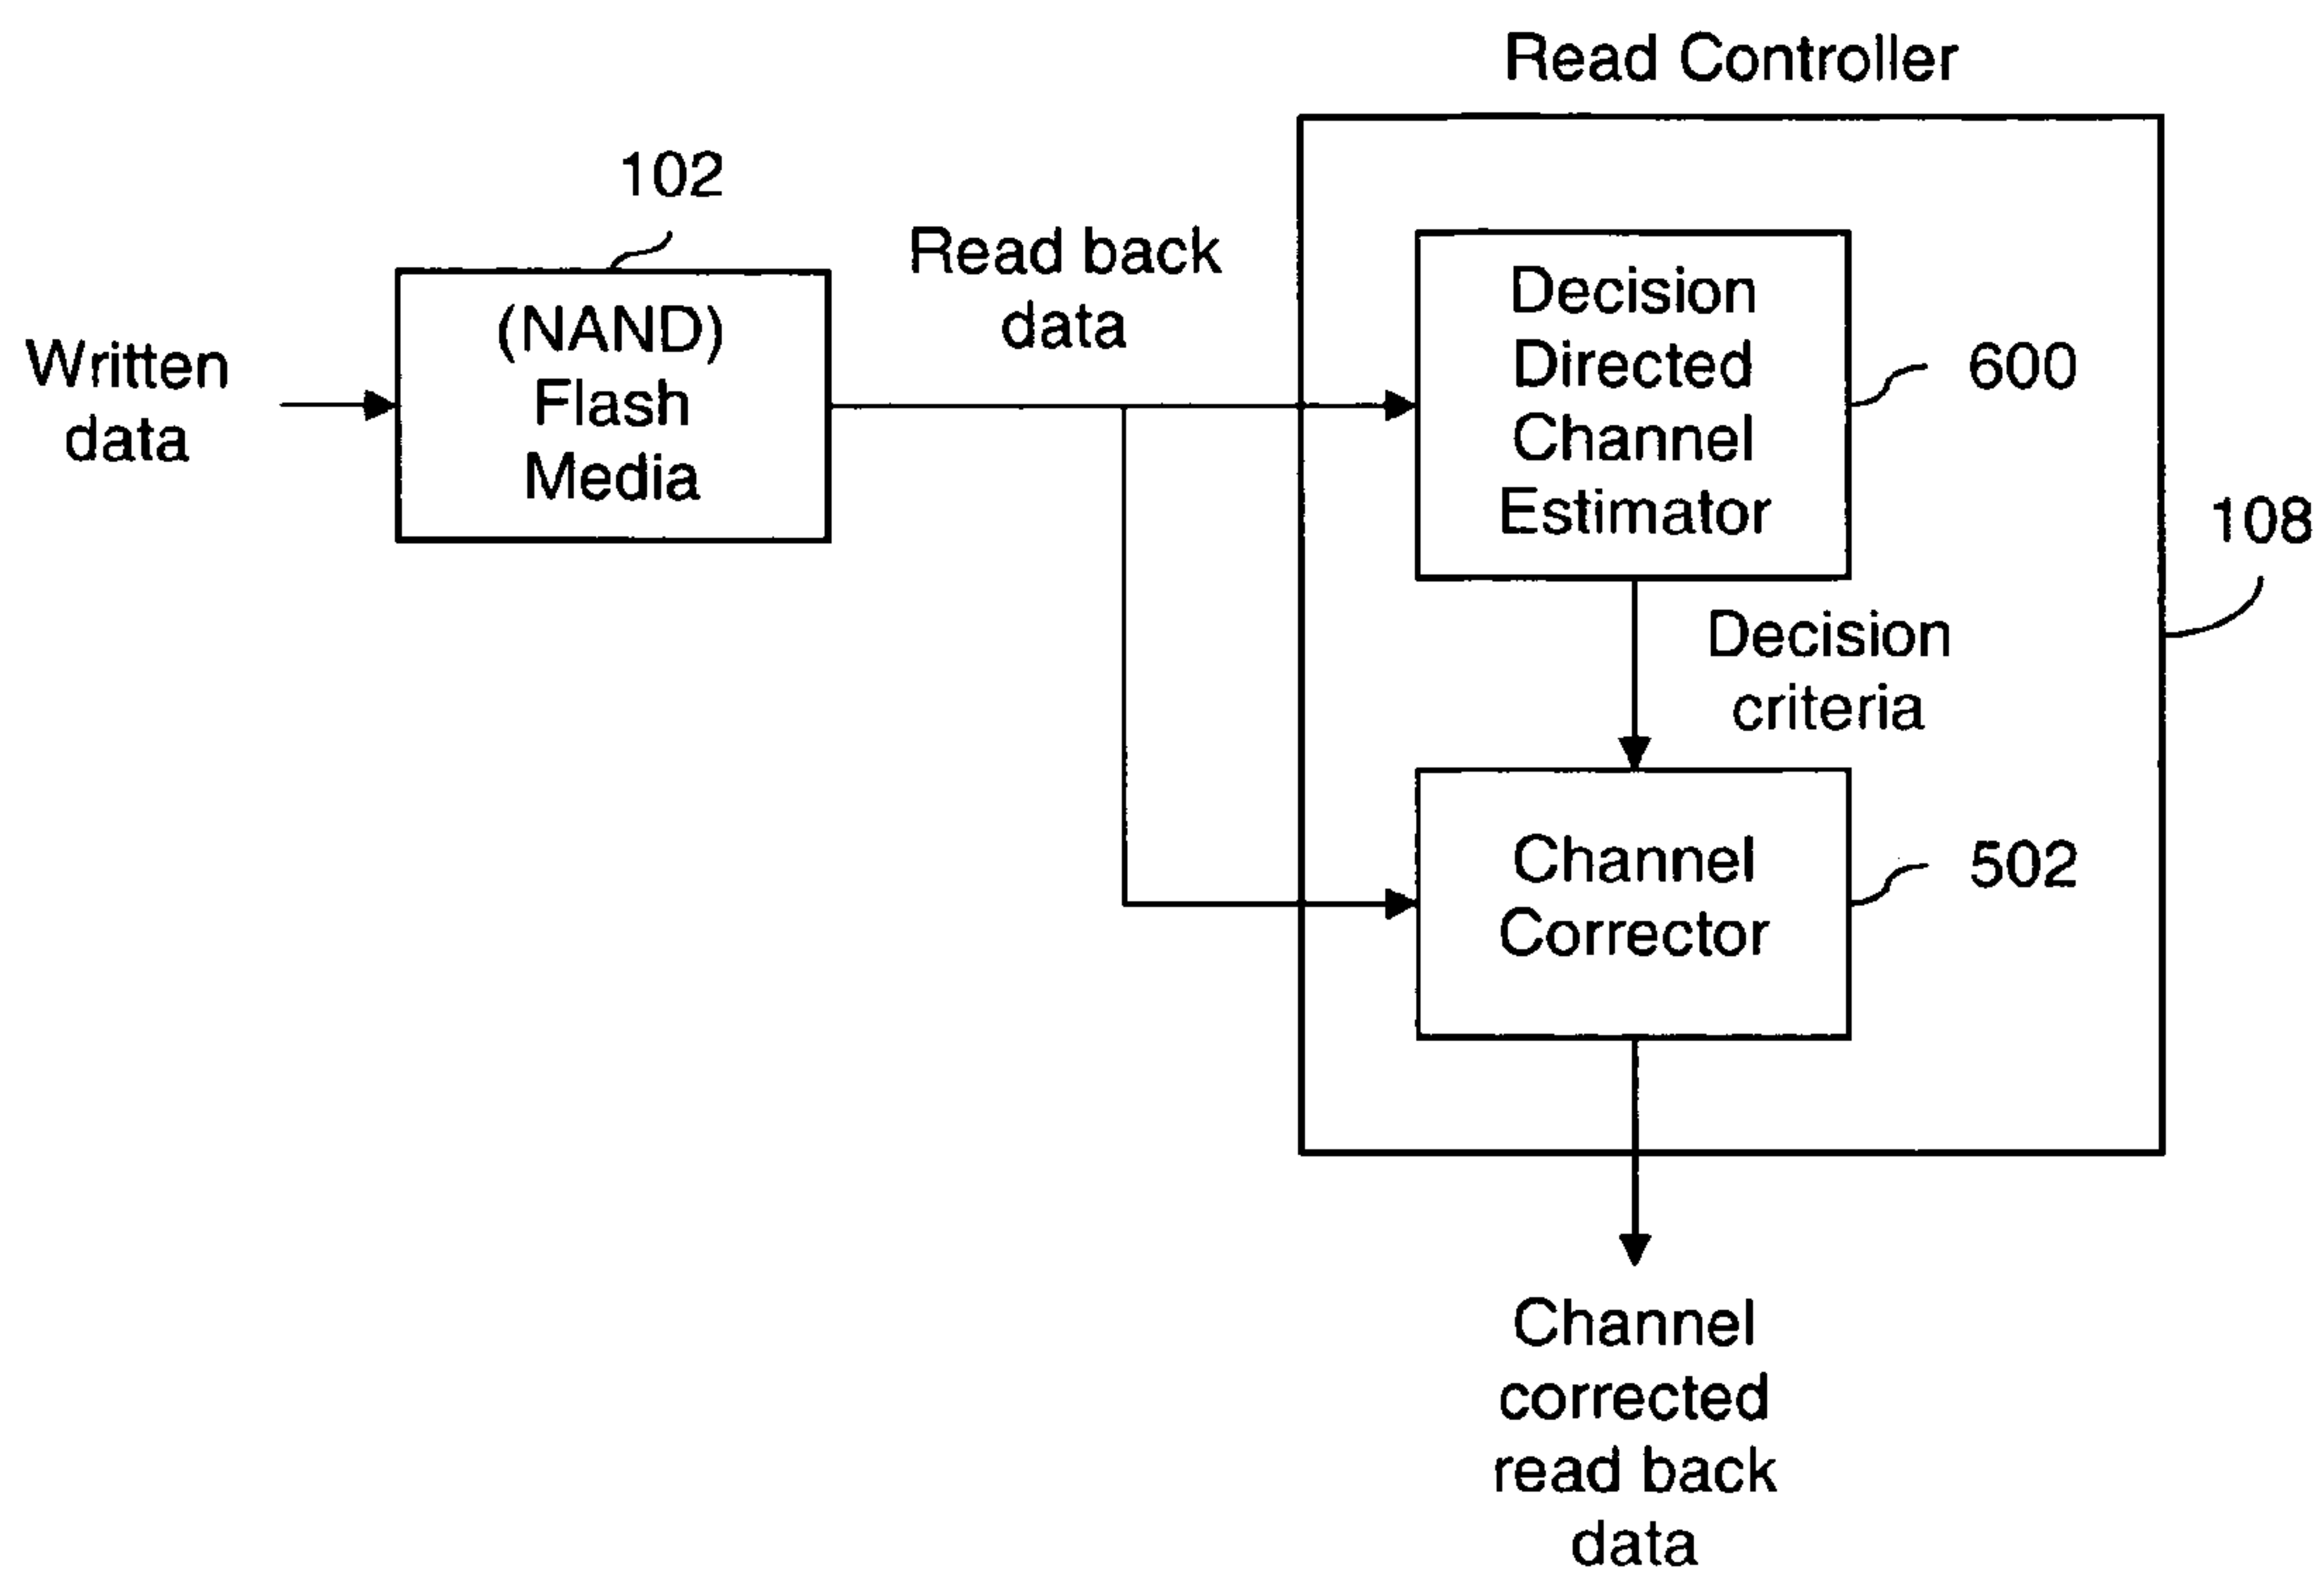 Read Controller
102
(NAND)
Flash
Media
Written
data
Read back
data
Decision
Directed
Channel
Estimator
600
108
Decision
criteria
Channel
Corrector
502
Channel
corrected
read back
data